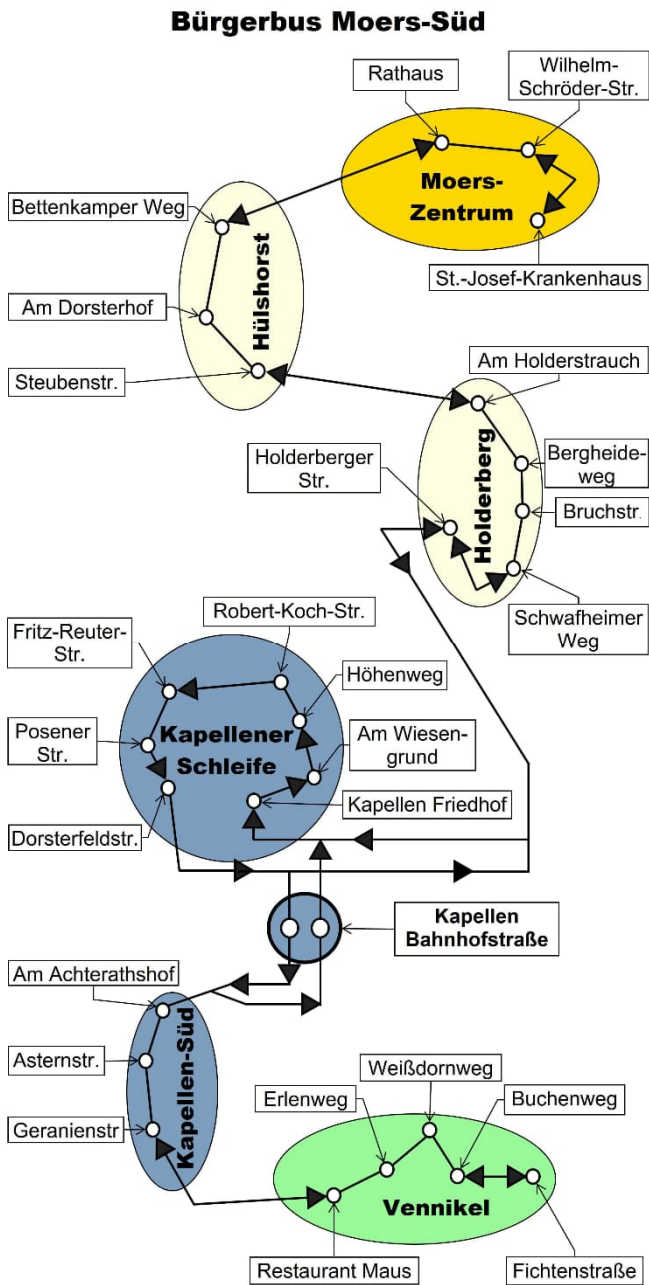 Bürgerbus Moers-Süd
Rathaus
Wilhelm-
Schröder-Str.
Moers-
Zentrum
Bettenkamper Weg
St.-Josef-Krankenhaus
Am Dorsterhof
Hülshorst
Steubenstr.
Am Holderstrauch
Holderberger
Str.
Holderberg
Bergheide-
weg
Bruchstr.
Schwafheimer
Weg
Robert-Koch-Str.
Fritz-Reuter-
Str.
Höhenweg
Posener
Str.
Kapellener
Schleife
Am Wiesen-
grund
Kapellen Friedhof
Dorsterfeldstr.
Kapellen
Bahnhofstraße
Am Achterathshof
Asternstr.
Kapellen-Süd
Geranienstr
Weißdornweg
Erlenweg
Buchenweg
Vennikel
Restaurant Maus
Fichtenstraße